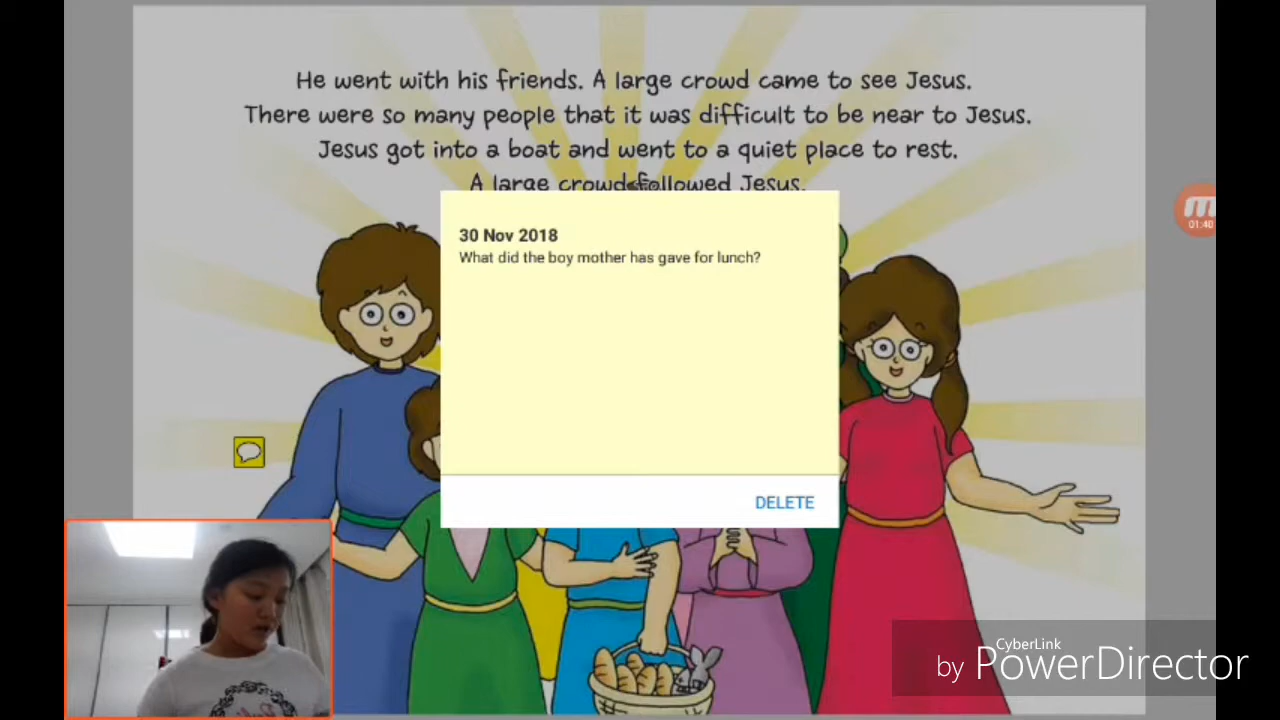 He went with his friends. A large crowd came to see Jesus.
There were so many people that it was difficult to be near to Jesus.
Jesus got into a boat and went to a quiet place to rest.
A large crowd followed Jesus.
30 Nov 2018
What did the boy mother has gave for lunch?
DELETE
01:40
CyberLink
by PowerDirector